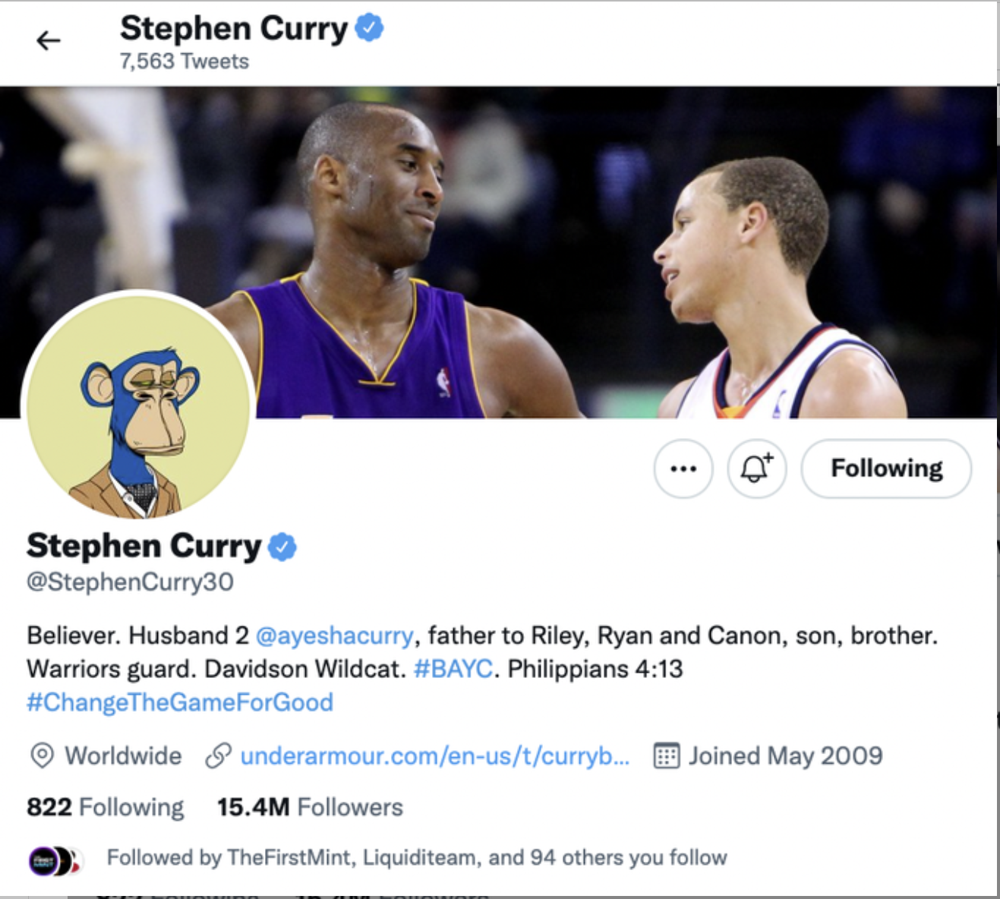 Stephen Curry
7,563 Tweets
Following
Stephen Curry
@StephenCurry30
Believer. Husband 2 @ayeshacurry, father to Riley, Ryan and Canon, son, brother.
Warriors guard. Davidson Wildcat. #BAYC. Philippians 4:13
#ChangeTheGameForGood
Worldwide underarmour.com/en-us/t/curryb... Joined May 2009
822 Following 15.4M Followers
Followed by TheFirstMint, Liquiditeam, and 94 others you follow